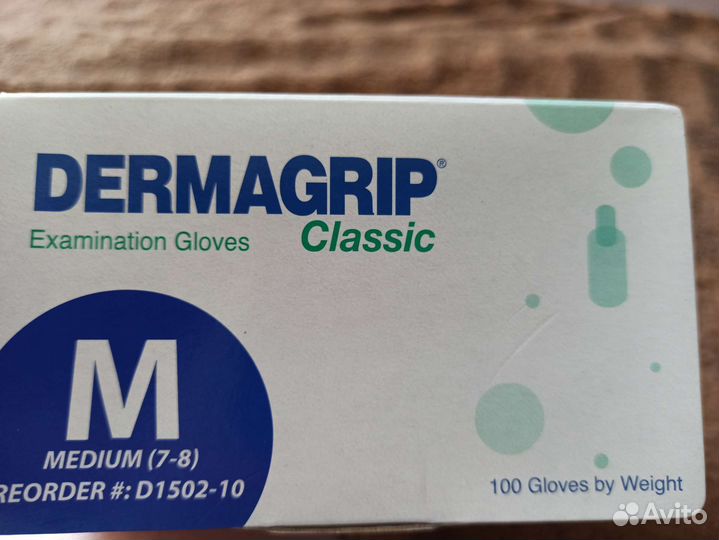 DERMAGRIP®
Examination Gloves Classic
M
MEDIUM (7-8)
REORDER #: D1502-10
100 Gloves by Weight
Avito